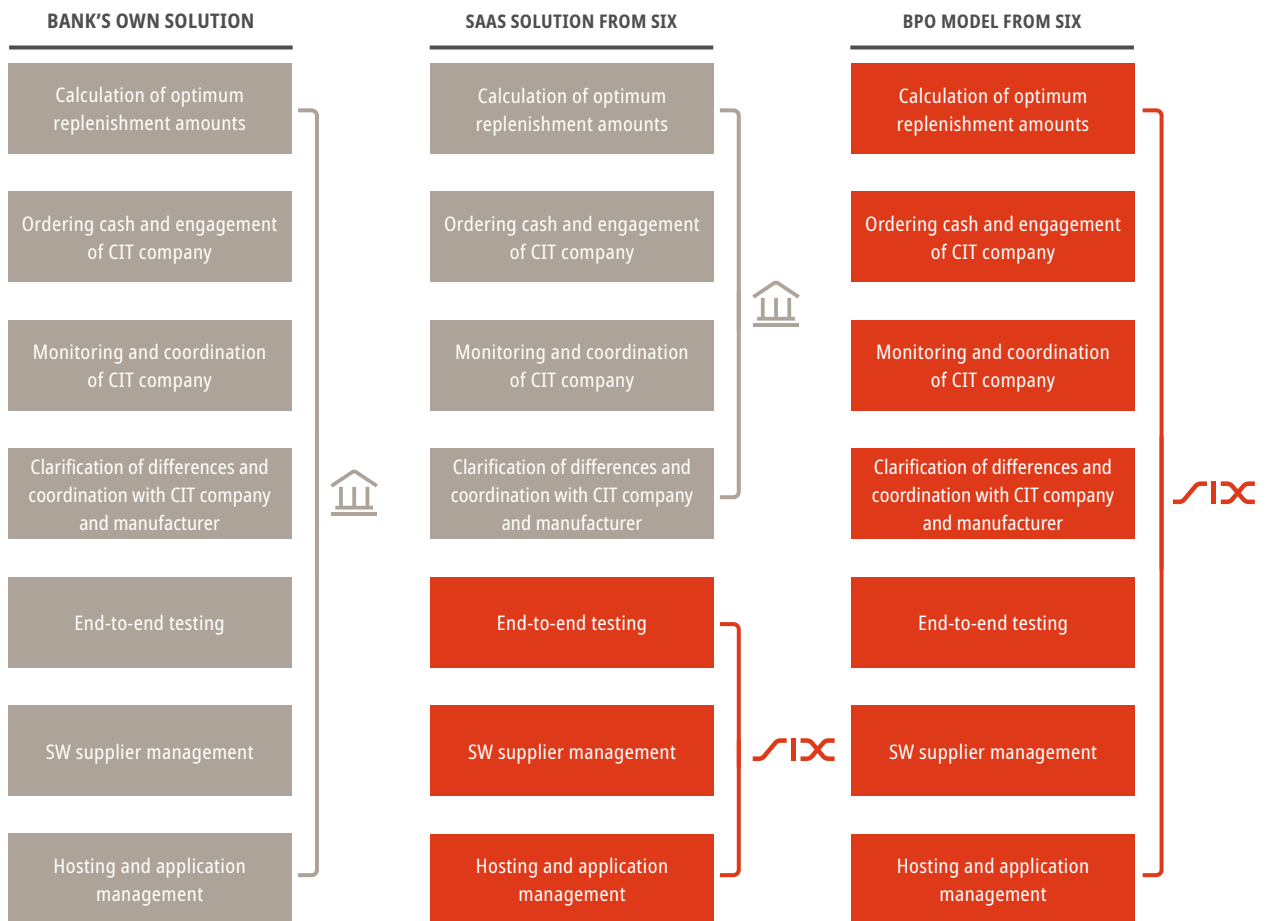 BANK’S OWN SOLUTION
Calculation of optimum
replenishment amounts
Ordering cash and engagement
of CIT company
Monitoring and coordination
of CIT company
Clarification of differences and
coordination with CIT company
and manufacturer
End-to-end testing
SW supplier management
Hosting and application
management
SAAS SOLUTION FROM SIX
Calculation of optimum
replenishment amounts
Ordering cash and engagement
of CIT company
Monitoring and coordination
of CIT company
Clarification of differences and
coordination with CIT company
and manufacturer
End-to-end testing
SW supplier management
Hosting and application
management
SIX
BPO MODEL FROM SIX
Calculation of optimum
replenishment amounts
Ordering cash and engagement
of CIT company
Monitoring and coordination
of CIT company
Clarification of differences and
coordination with CIT company
and manufacturer
End-to-end testing
SW supplier management
Hosting and application
management
SIX